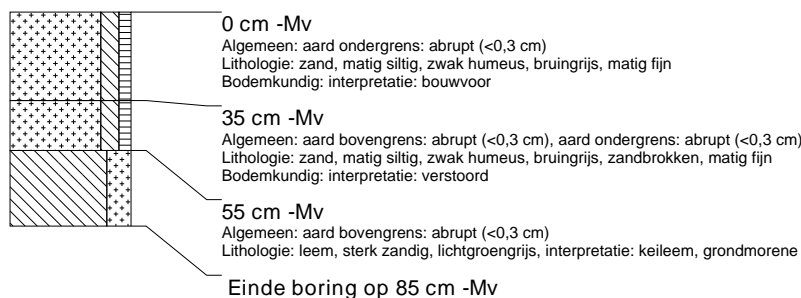 0 cm -Mv
Algemeen: aard ondergrens: abrupt (<0,3 cm)
Lithologie: zand, matig siltig, zwak humeus, bruingrijs, matig fijn
Bodemkundig: interpretatie: bouwvoor
35 cm -Mv
Algemeen: aard bovengrens: abrupt (<0,3 cm), aard ondergrens: abrupt (<0,3 cm)
Lithologie: zand, matig siltig, zwak humeus, bruingrijs, zandbrokken, matig fijn
Bodemkundig: interpretatie: verstoord
55 cm -Mv
Algemeen: aard bovengrens: abrupt (<0,3 cm)
Lithologie: leem, sterk zandig, lichtgroengrijs, interpretatie: keileem, grondmorene
Einde boring op 85 cm -Mv